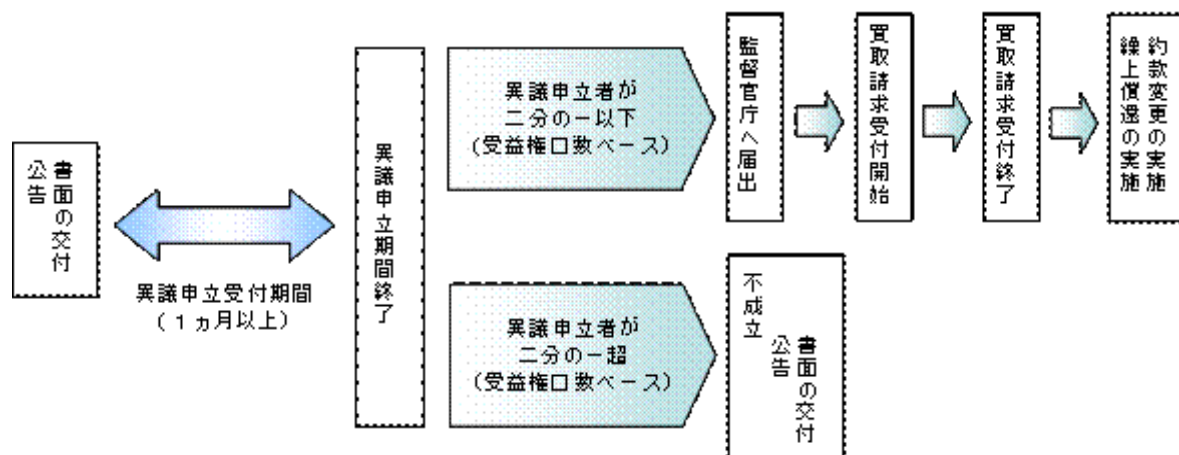 書面の交付
公告
異議申立受付期間
(1ヵ月以上)
異議申立期間終了
異議申立者が
二分の一以下
(受益権口数ベース)
監督官庁へ届出
買取請求受付開始
買取請求受付終了
約款変更の実施
繰上償還の実施
異議申立者が
二分の一超
(受益権口数ベース)
不成立
書面の交付
公告